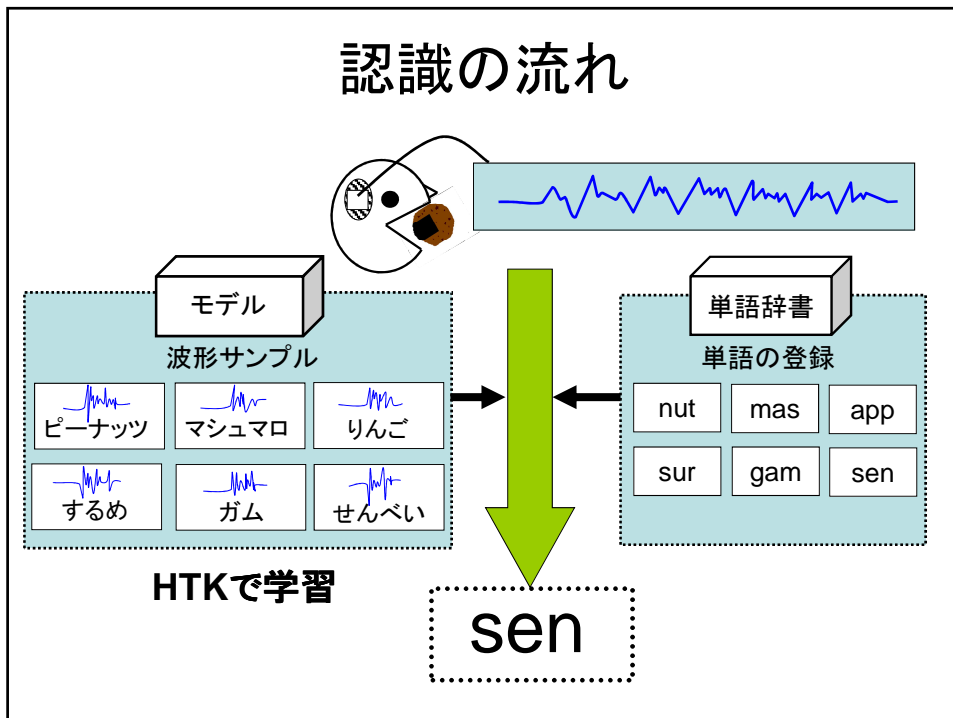 認識の流れ
モデル
波形サンプル
ピーナッツ
マシュマロ
りんご
するめ
ガム
せんべい
HTKで学習
単語辞書
単語の登録
nut
mas
app
sur
gam
sen
sen